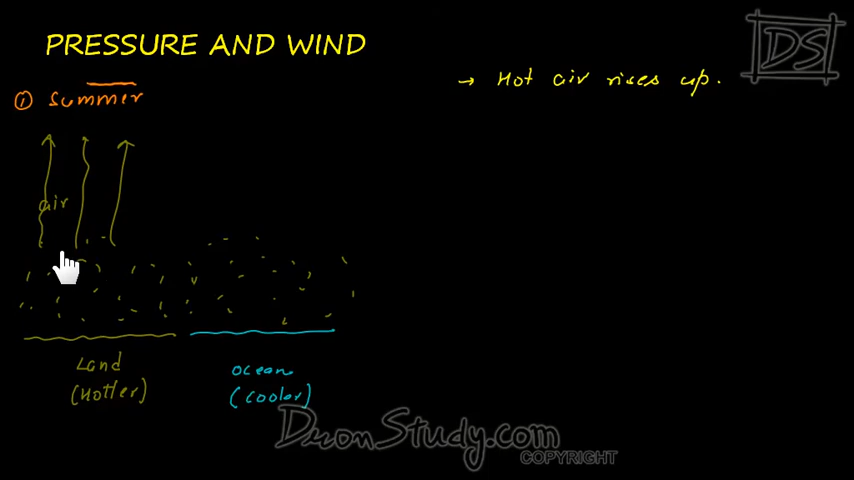 PRESSURE AND WIND
DS
→ Hot air rises up.
① Summer
air
Land
(Hotter)
Ocean
(Cooler)
DronStudy.com
COPYRIGHT